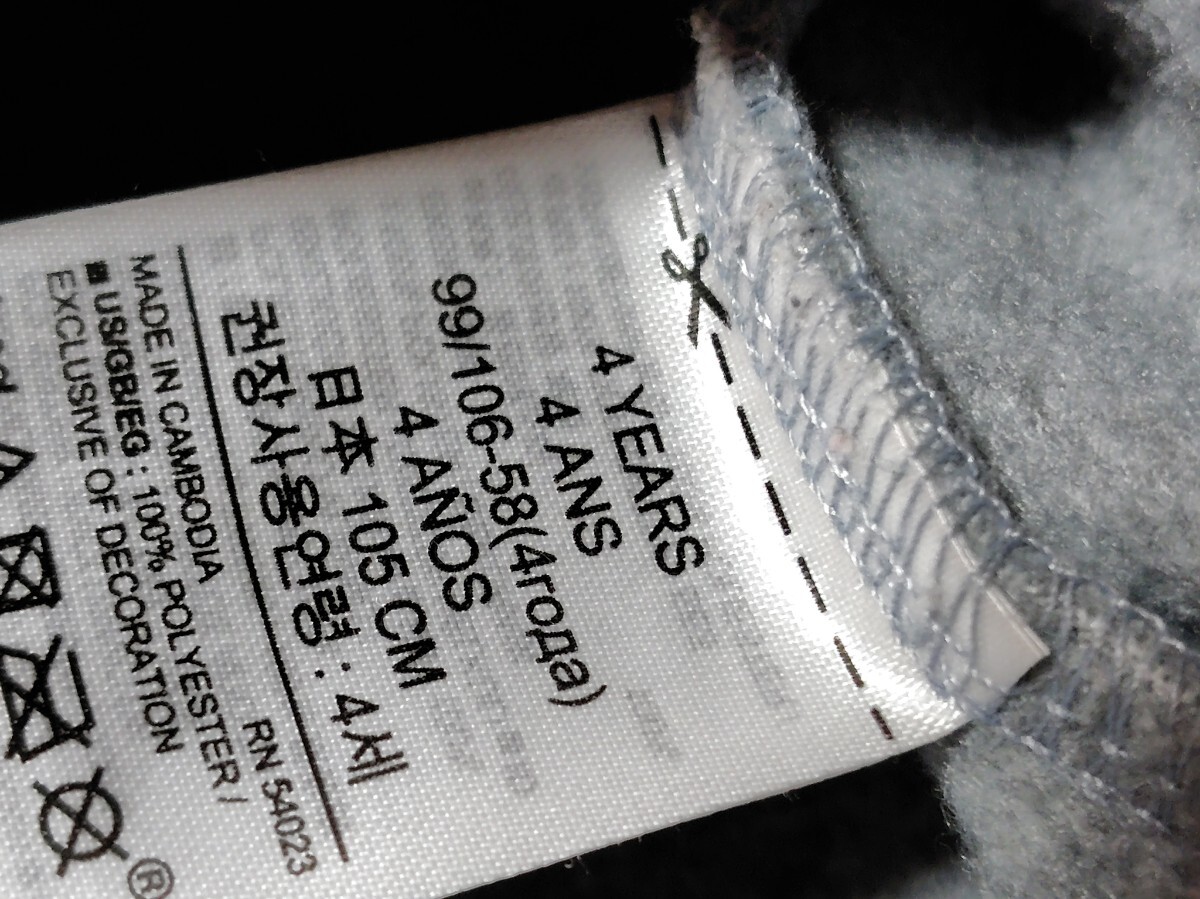 4 YEARS
4 ANS
99/106-58(4года)
4 AÑOS
日本 105 CM
권장사용연령 : 4세
RN 54023
MADE IN CAMBODIA
■ US/GB/EG : 100% POLYESTER /
EXCLUSIVE OF DECORATION
®